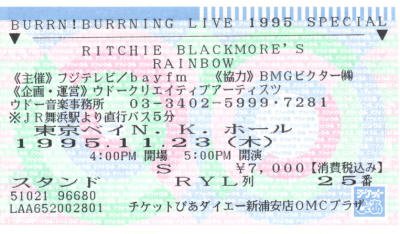 BURRN!BURRNING LIVE 1995 SPECIAL
RITCHIE BLACKMORE'S
RAINBOW
《主催》フジテレビ/bayfm 《協力》BMGビクター㈱
《企画・運営》ウドークリエイティブアーティスツ
ウドー音楽事務所 03-3402-5999・7281
※JR舞浜駅より直行バス5分
東京ベイN.K.ホール
1995.11.23(木)
4:00PM 開場 5:00PM 開演
S ¥7,000【消費税込み】
スタンド RYL列 25番
51021 96680
LAA652002801 チケットぴあダイエー新浦安店OMCプラザ